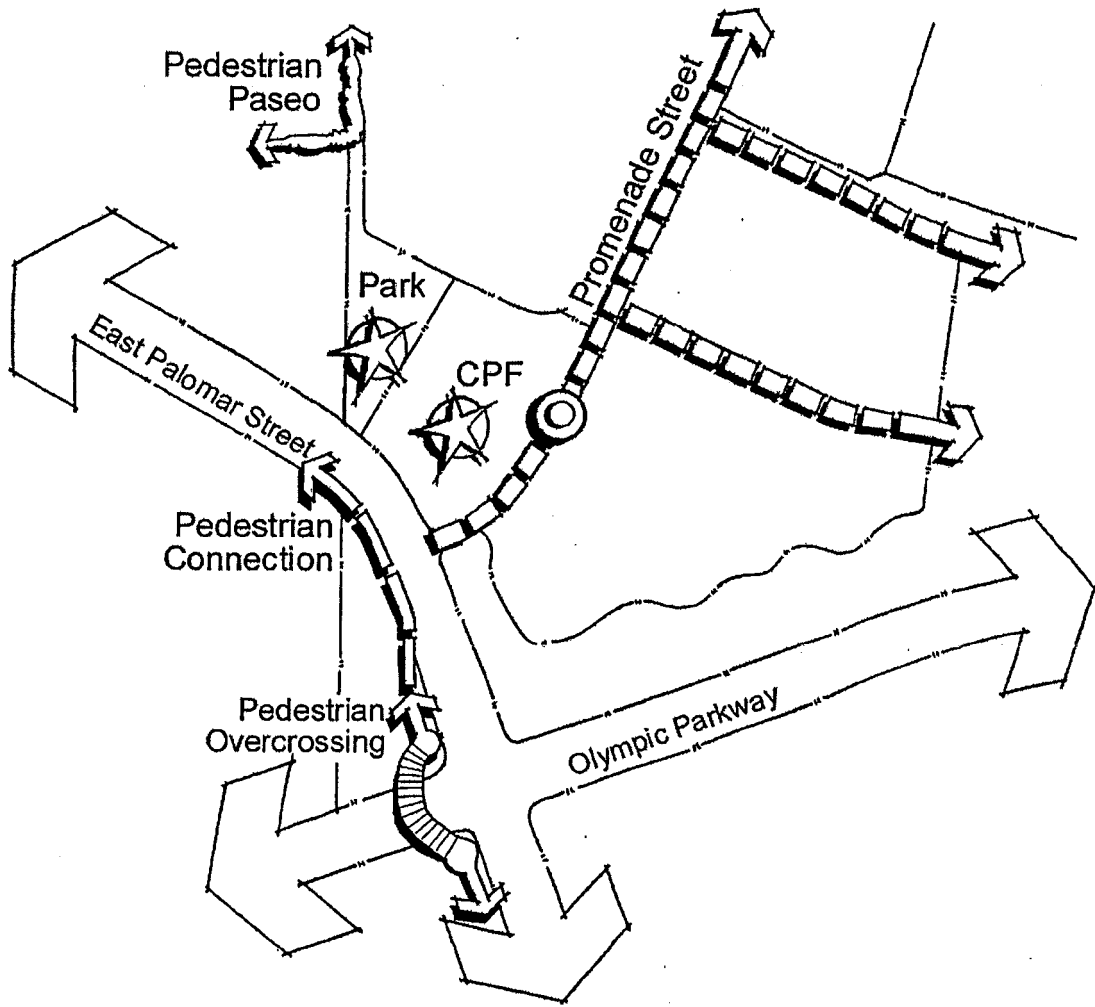 Pedestrian
Paseo
Promenade Street
Park
East Palomar Street
CPF
Pedestrian
Connection
Pedestrian
Overcrossing
Olympic Parkway